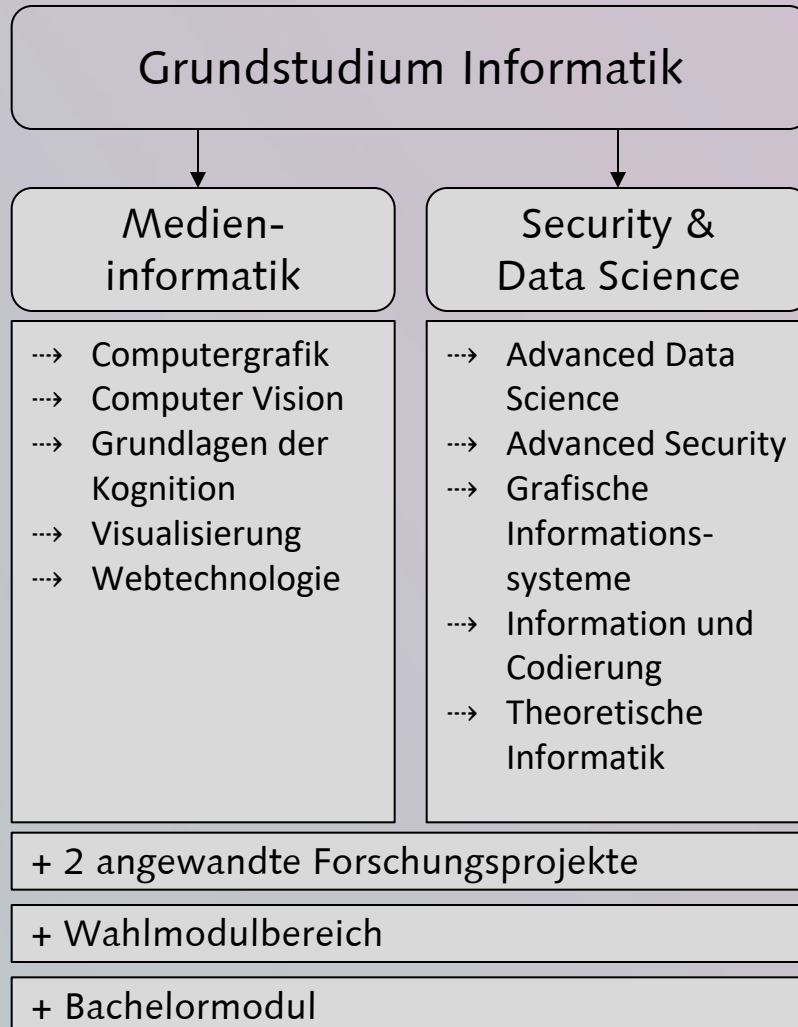 Grundstudium Informatik
Medien-
informatik
⇢ Computergrafik
⇢ Computer Vision
⇢ Grundlagen der
Kognition
⇢ Visualisierung
⇢ Webtechnologie
Security &
Data Science
⇢ Advanced Data
Science
⇢ Advanced Security
⇢ Grafische
Informations-
systeme
⇢ Information und
Codierung
⇢ Theoretische
Informatik
+ 2 angewandte Forschungsprojekte
+ Wahlmodulbereich
+ Bachelormodul